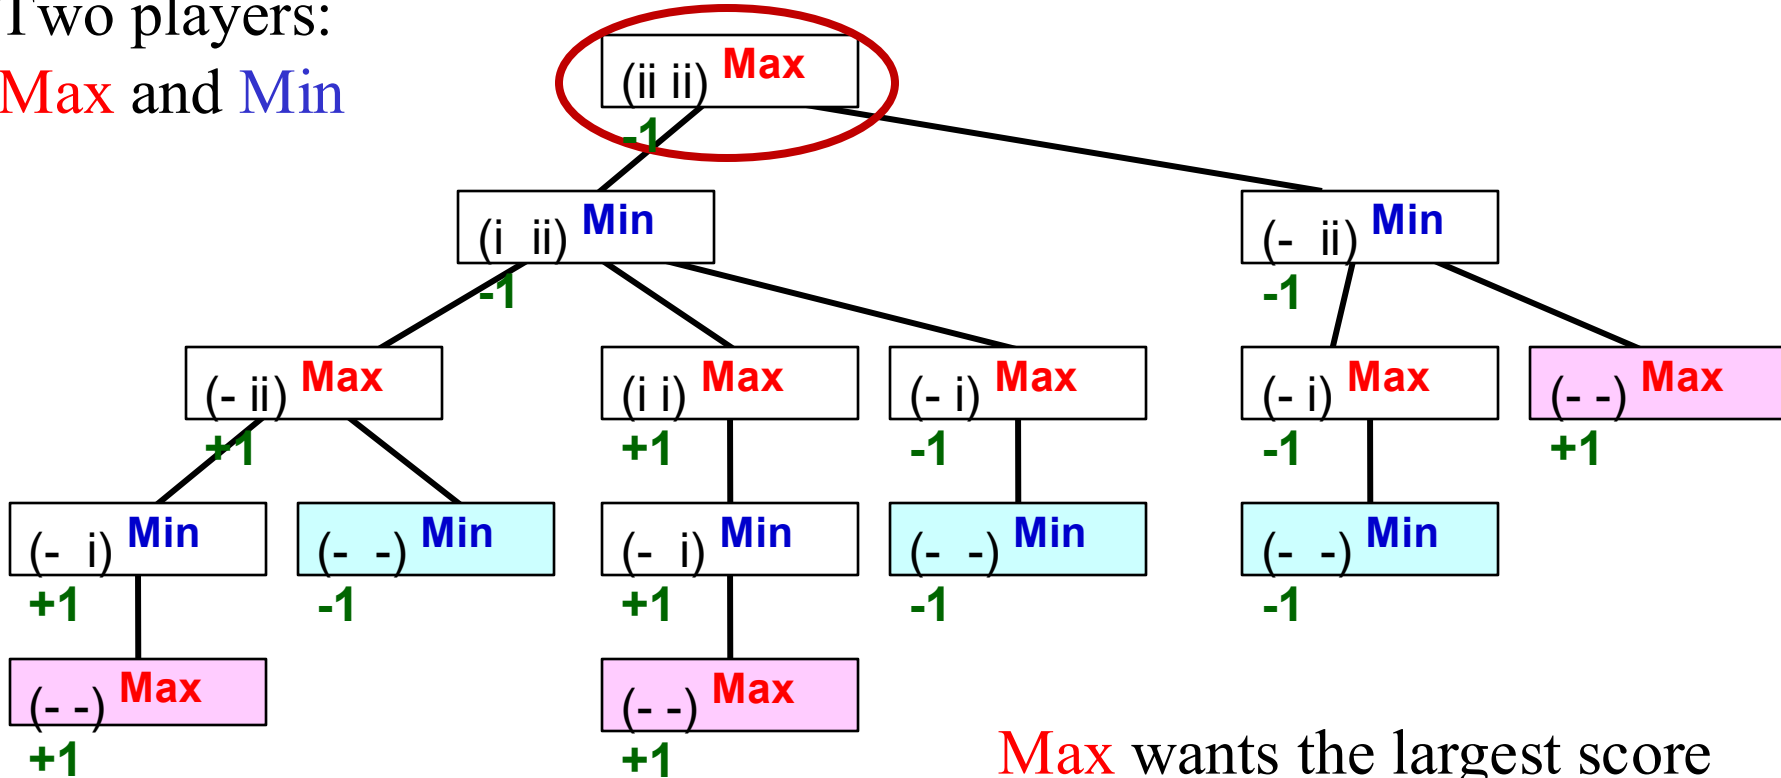 Two players:
Max and Min
(ii ii) Max
-1
(i ii) Min
-1
(- ii) Min
-1
(- ii) Max
+1
(i i) Max
+1
(- i) Max
-1
(- i) Max
-1
(- -) Max
+1
(- i) Min
+1
(- -) Min
-1
(- i) Min
+1
(- -) Min
-1
(- -) Min
-1
(- -) Max
+1
(- -) Max
+1
Max wants the largest score